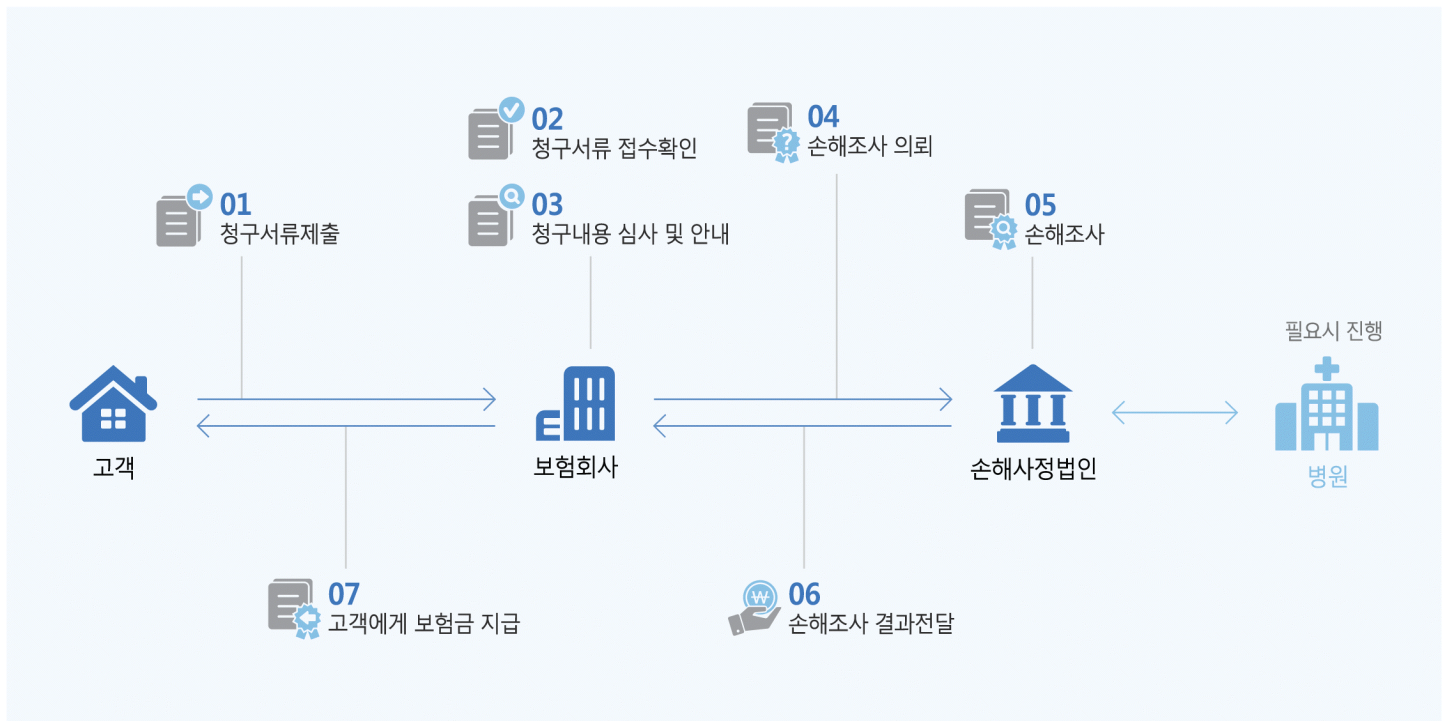 01
청구서류제출
02
청구서류 접수확인
03
청구내용 심사 및 안내
04
손해조사 의뢰
05
손해조사
필요시 진행
고객
보험회사
손해사정법인
병원
07
고객에게 보험금 지급
₩
06
손해조사 결과전달